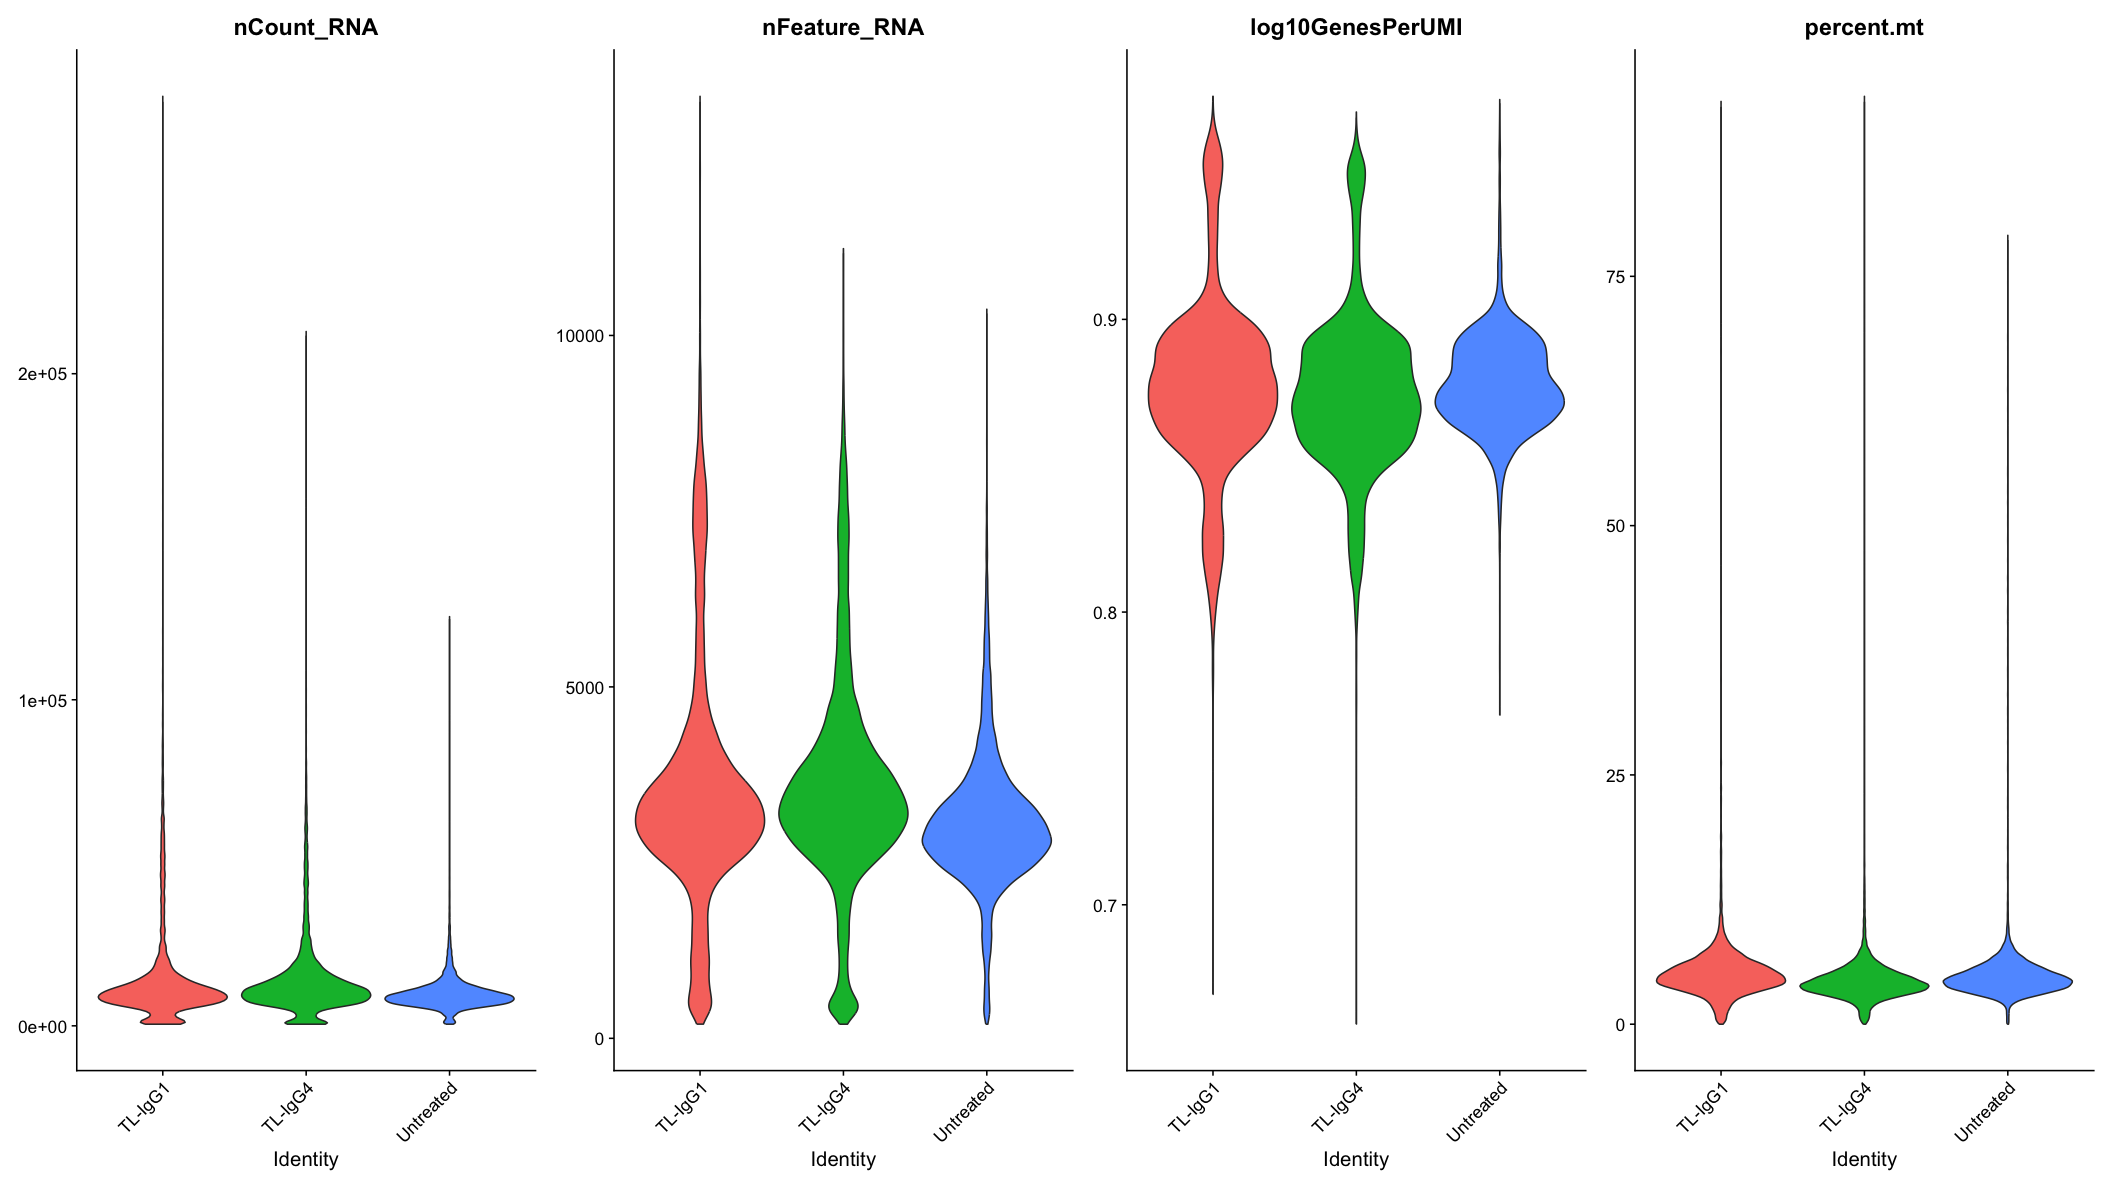 nCount_RNA
2e+05
1e+05
0e+00
TL-IgG1
TL-IgG4
Untreated
Identity
nFeature_RNA
10000
5000
0
TL-IgG1
TL-IgG4
Untreated
Identity
log10GenesPerUMI
0.9
0.8
0.7
TL-IgG1
TL-IgG4
Untreated
Identity
percent.mt
75
50
25
0
TL-IgG1
TL-IgG4
Untreated
Identity